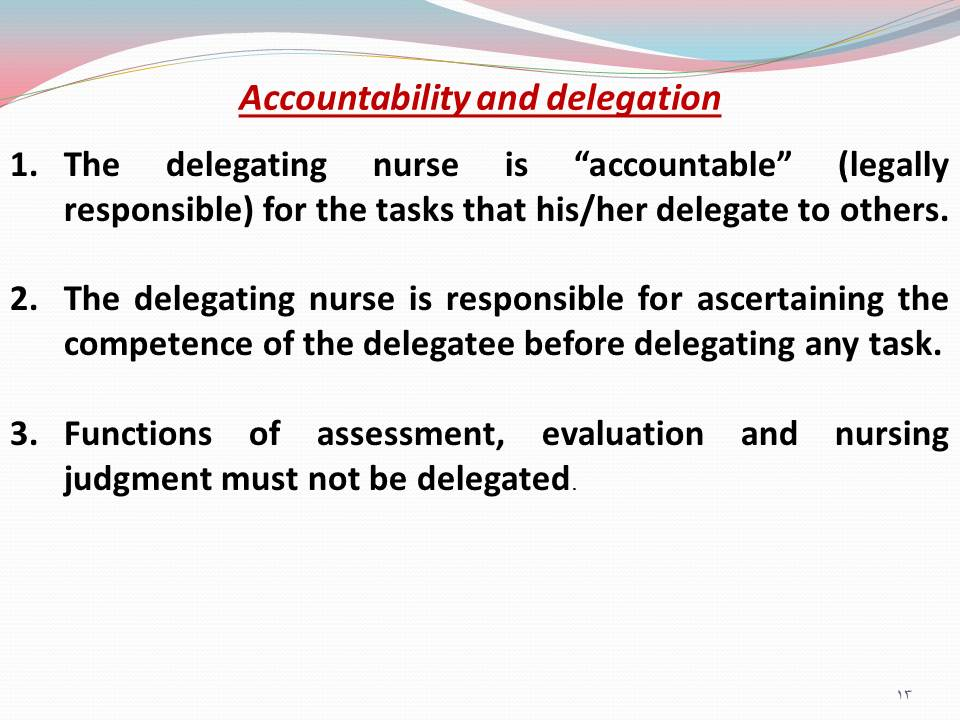 Accountability and delegation
1. The delegating nurse is “accountable” (legally
responsible) for the tasks that his/her delegate to others.
2. The delegating nurse is responsible for ascertaining the
competence of the delegatee before delegating any task.
3. Functions of assessment, evaluation and nursing
judgment must not be delegated.
١٣